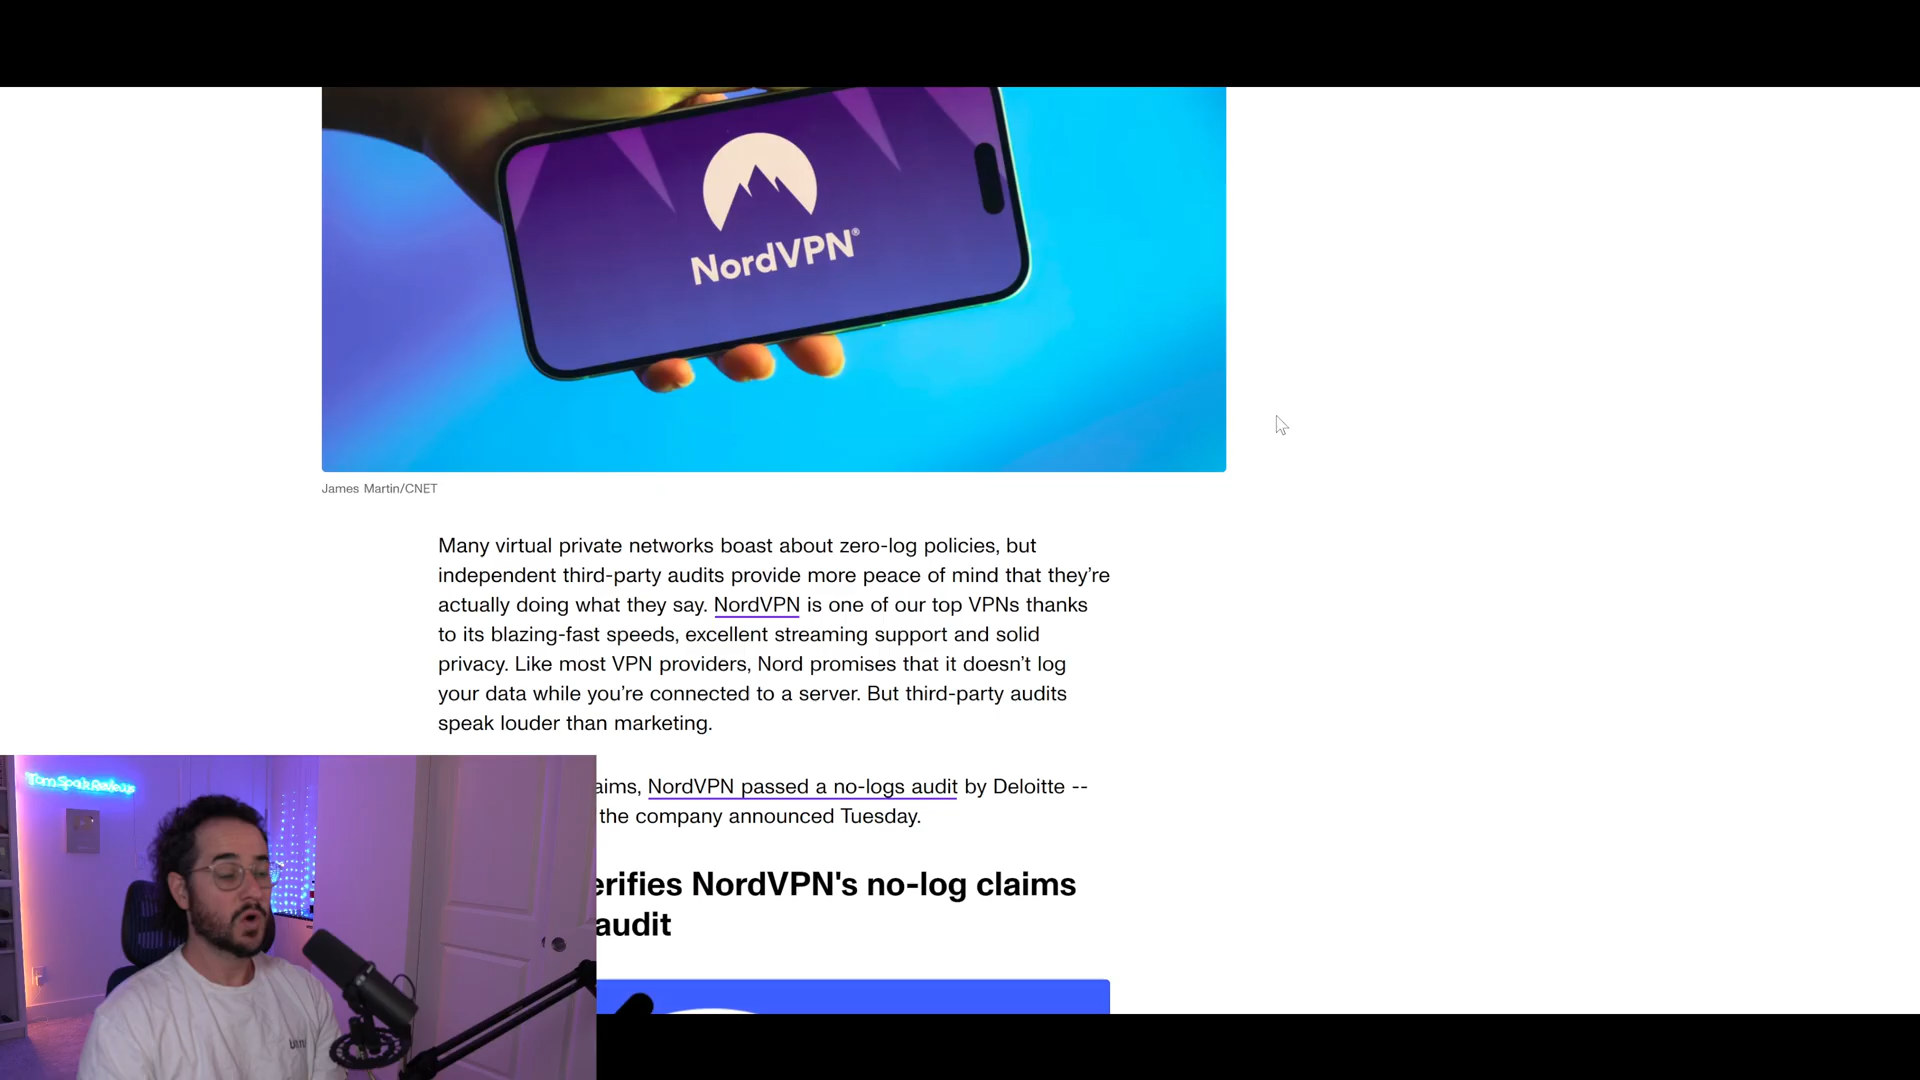 NordVPN®
James Martin/CNET
Many virtual private networks boast about zero-log policies, but
independent third-party audits provide more peace of mind that they’re
actually doing what they say. NordVPN is one of our top VPNs thanks
to its blazing-fast speeds, excellent streaming support and solid
privacy. Like most VPN providers, Nord promises that it doesn’t log
your data while you’re connected to a server. But third-party audits
speak louder than marketing.
aims, NordVPN passed a no-logs audit by Deloitte --
the company announced Tuesday.
erifies NordVPN's no-log claims
audit
Tom Spark Reviews